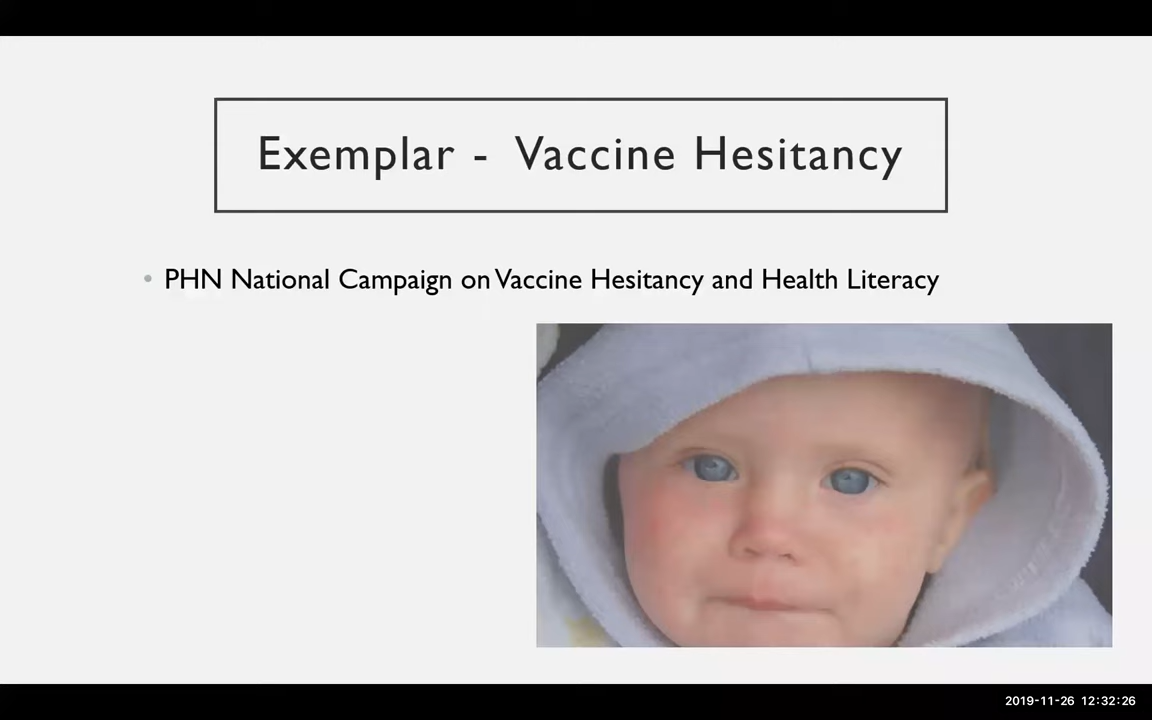 Exemplar - Vaccine Hesitancy
• PHN National Campaign on Vaccine Hesitancy and Health Literacy
2019-11-26 12:32:26